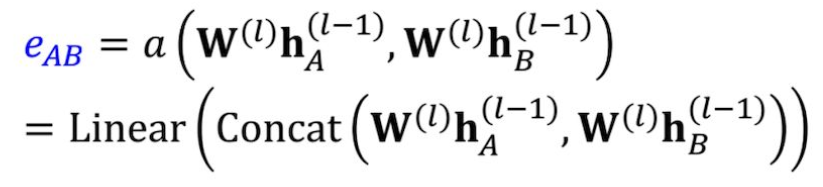 e_{AB} = a(𝐖^{(l)}𝐡_A^{(l-1)}, 𝐖^{(l)}𝐡_B^{(l-1)})
= Linear(Concat(𝐖^{(l)}𝐡_A^{(l-1)}, 𝐖^{(l)}𝐡_B^{(l-1)}))